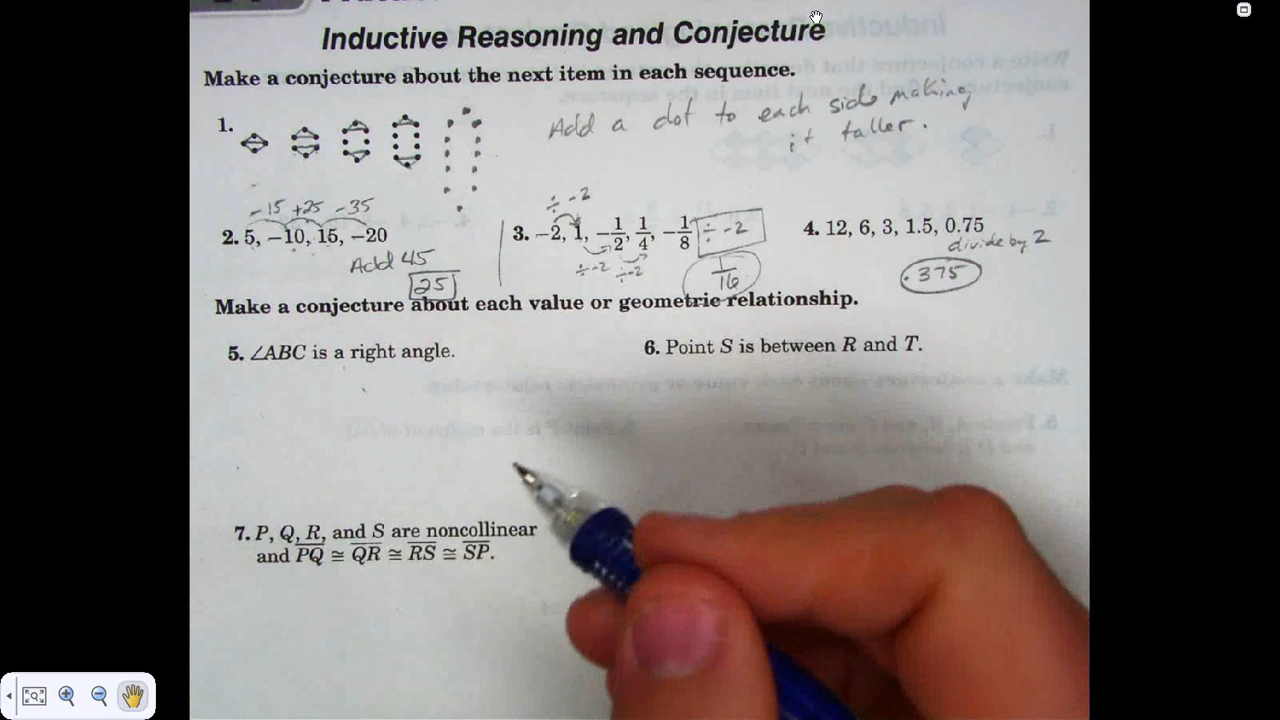 Inductive Reasoning and Conjecture
Make a conjecture about the next item in each sequence.
Add a dot to each side making
it taller.
1.
-15 +25 -35
÷ -2
2. 5, −10, 15, −20
3. −2, 1, −1/2, 1/4, −1/8 ÷ -2
4. 12, 6, 3, 1.5, 0.75
Add 45
25
÷ -2 ÷ -2
1/16
divide by 2
.375
Make a conjecture about each value or geometric relationship.
5. ∠ABC is a right angle.
6. Point S is between R and T.
7. P, Q, R, and S are noncollinear
and PQ ≅ QR ≅ RS ≅ SP.